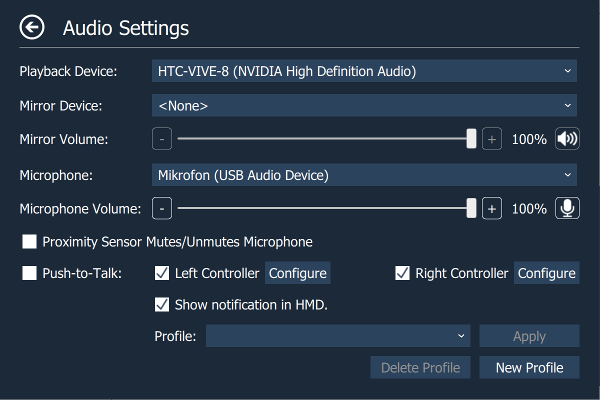 Audio Settings
Playback Device: HTC-VIVE-8 (NVIDIA High Definition Audio)
Mirror Device: <None>
Mirror Volume: - + 100%
Microphone: Mikrofon (USB Audio Device)
Microphone Volume: - + 100%
Proximity Sensor Mutes/Unmutes Microphone
Push-to-Talk: Left Controller Configure Right Controller Configure
Show notification in HMD.
Profile: Apply
Delete Profile New Profile